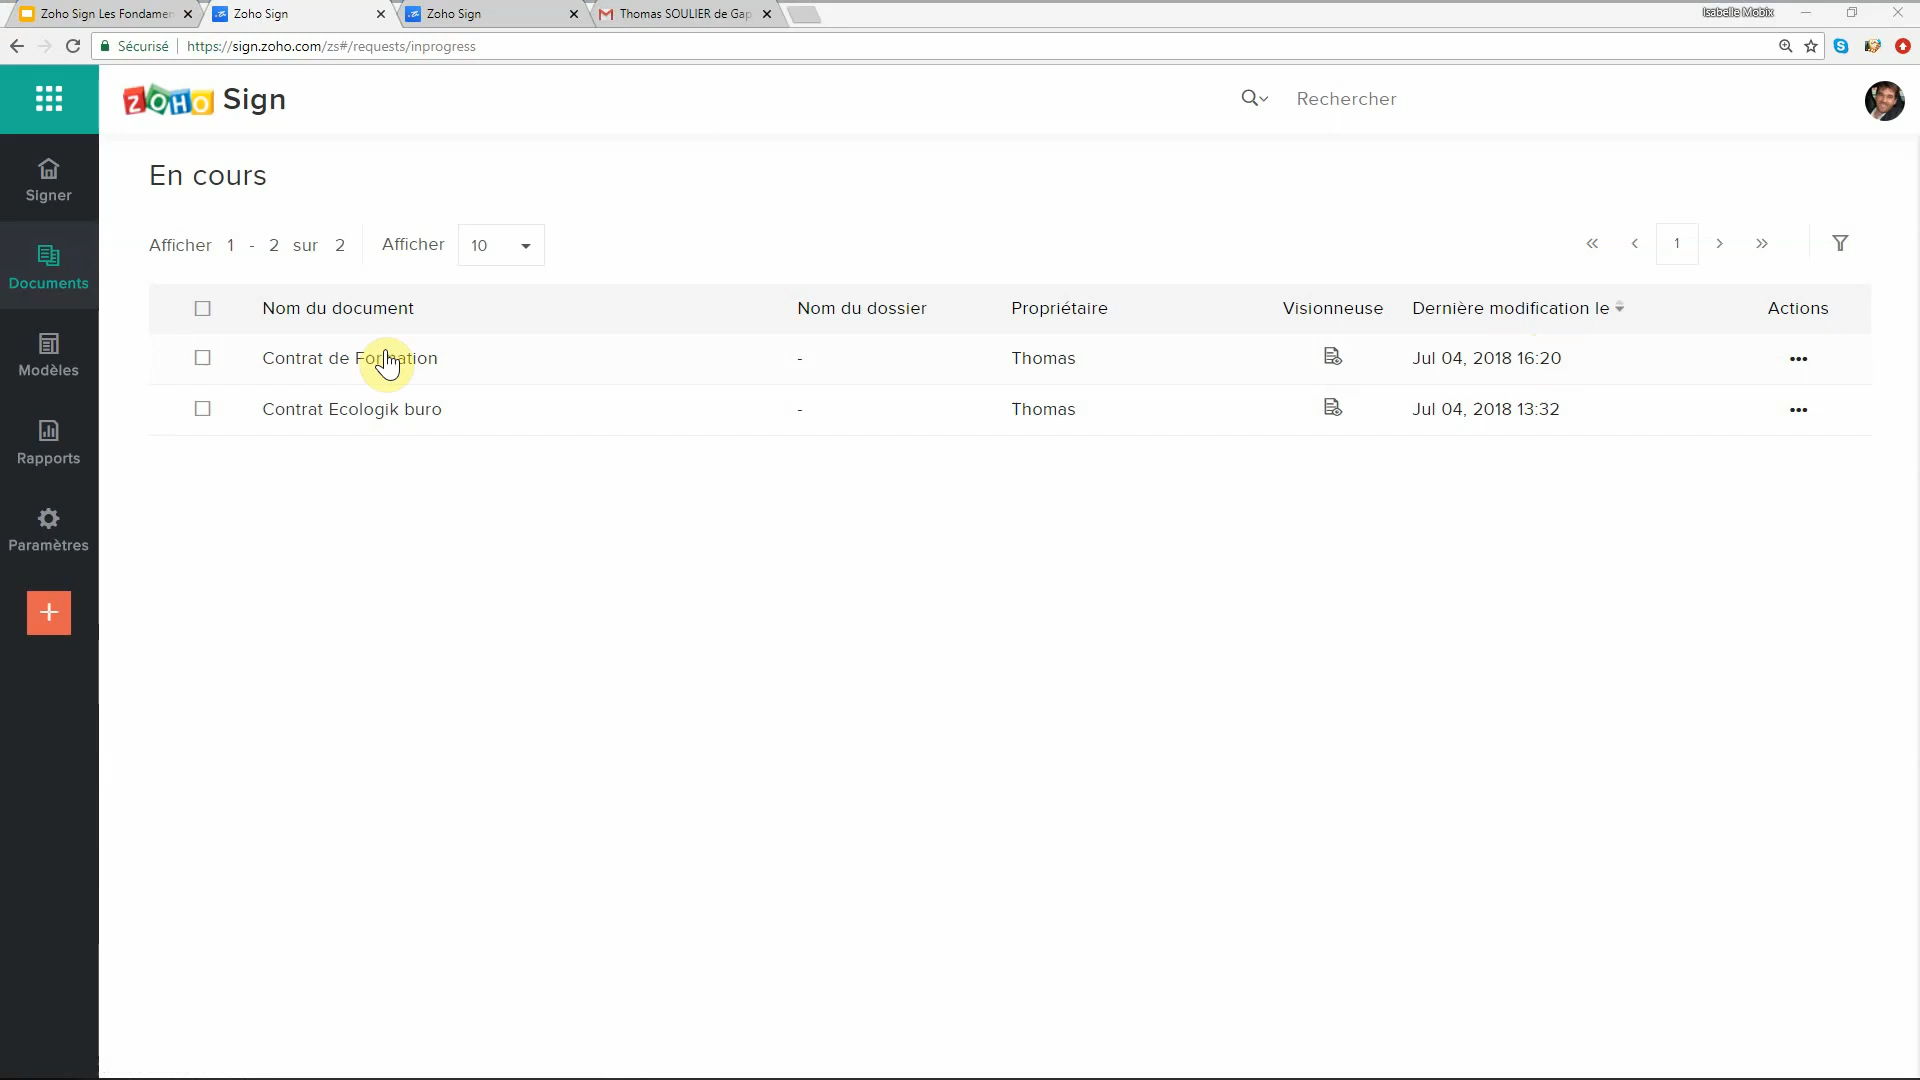 Zoho Sign Les Fondamen
Zoho Sign
Zoho Sign
Thomas SOULIER de Gap
Isabelle Mobix
Sécurisé
https://sign.zoho.com/zs#/requests/inprogress
ZOHO Sign
Rechercher
Signer
Documents
Modèles
Rapports
Paramètres
En cours
Afficher 1 - 2 sur 2 Afficher 10
1
Nom du document Nom du dossier Propriétaire Visionneuse Dernière modification le Actions
Contrat de Formation - Thomas Jul 04, 2018 16:20
Contrat Ecologik buro - Thomas Jul 04, 2018 13:32